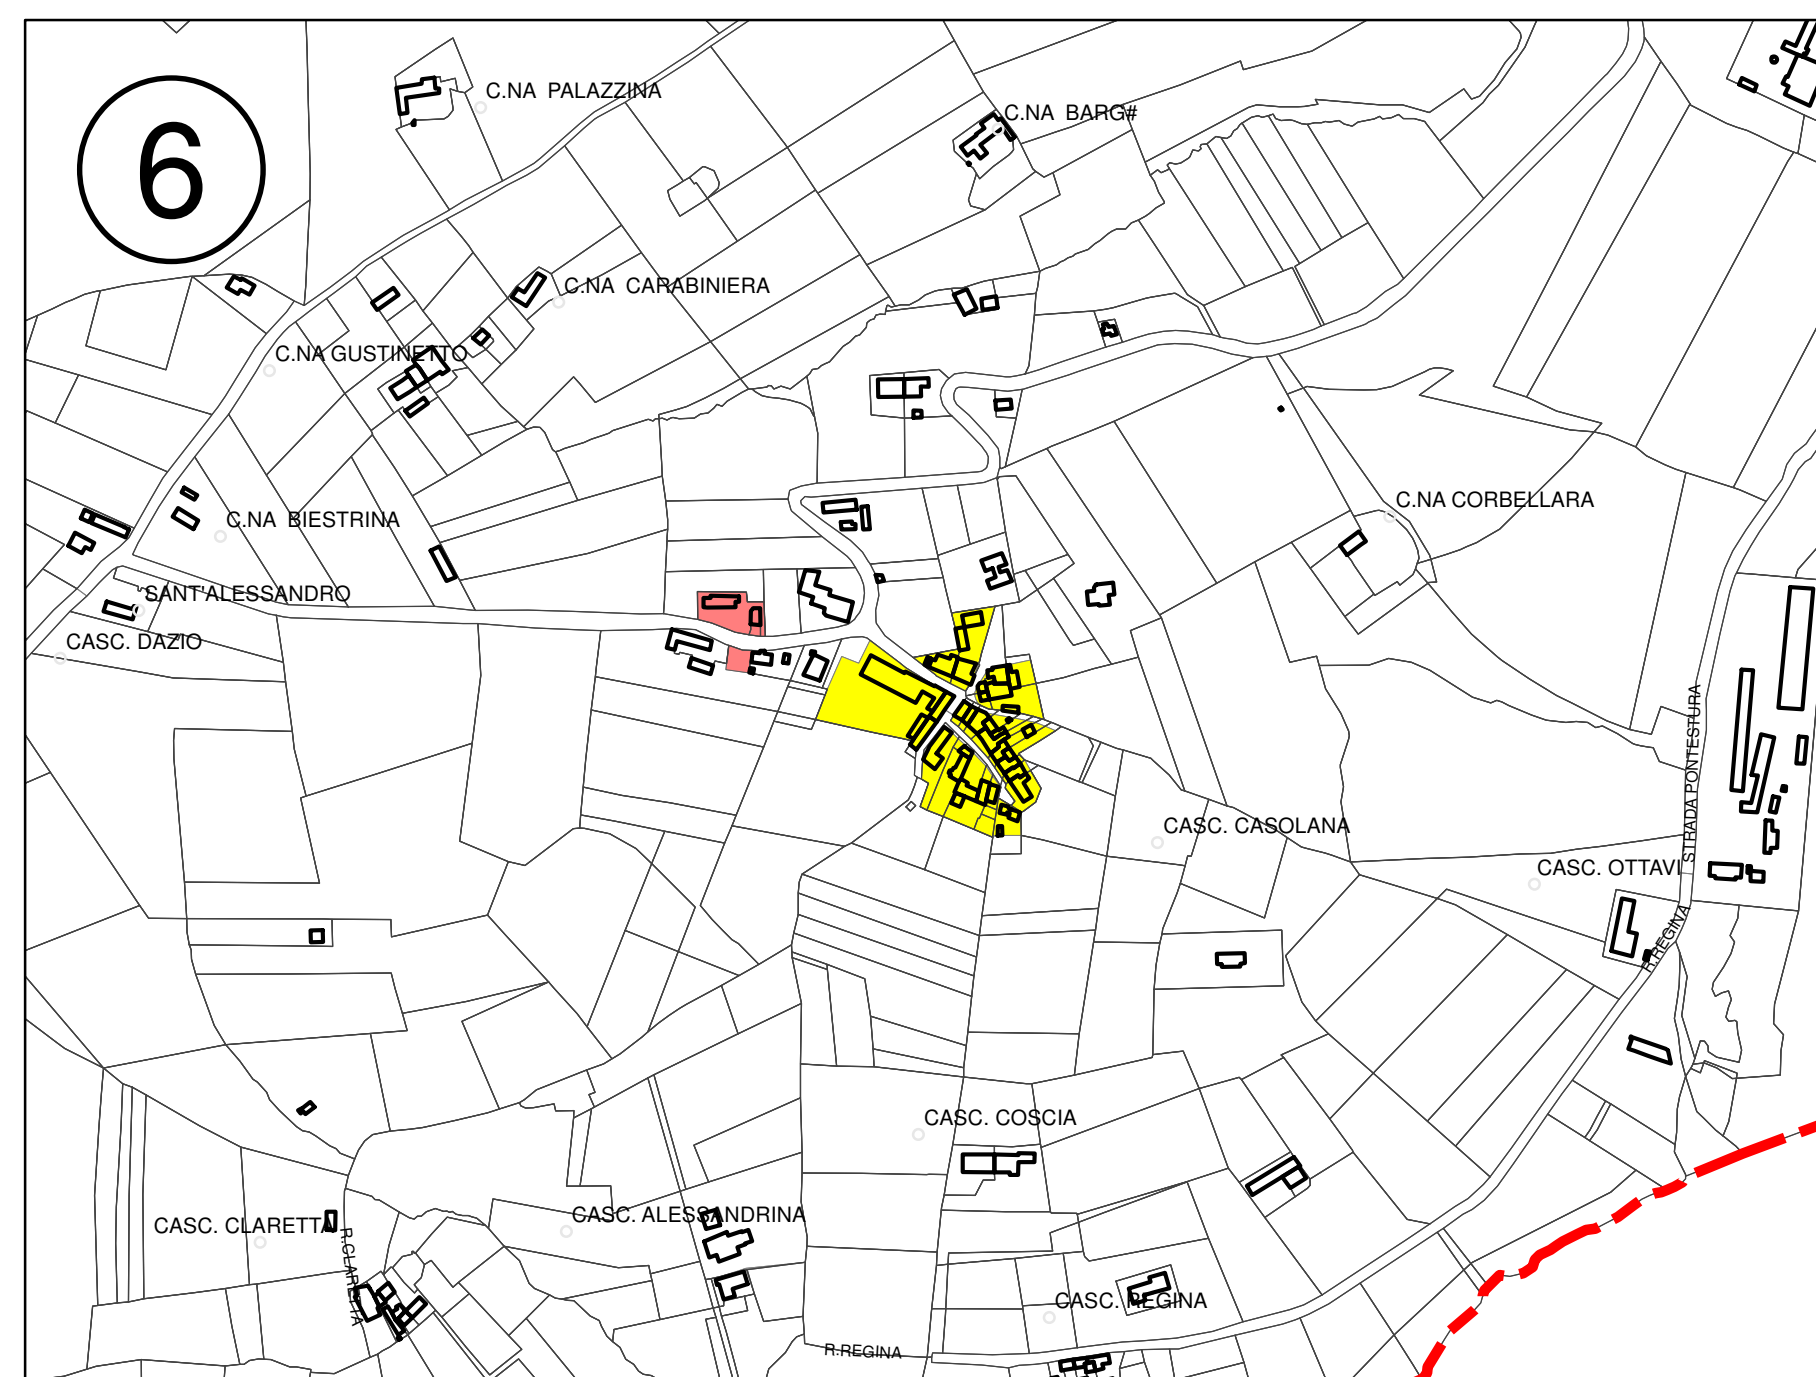 6
C.NA PALAZZINA
C.NA BARG#
C.NA CARABINIERA
C.NA GUSTINETTO
C.NA CORBELLARA
C.NA BIESTRINA
SANT'ALESSANDRO
CASC. DAZIO
STRADA PONTESTURA
CASC. CASOLANA
CASC. OTTAVI
R.REGINA
CASC. COSCIA
CASC. ALESSANDRINA
CASC. CLARETTA
R.CLARETTA
CASC. REGINA
R.REGINA